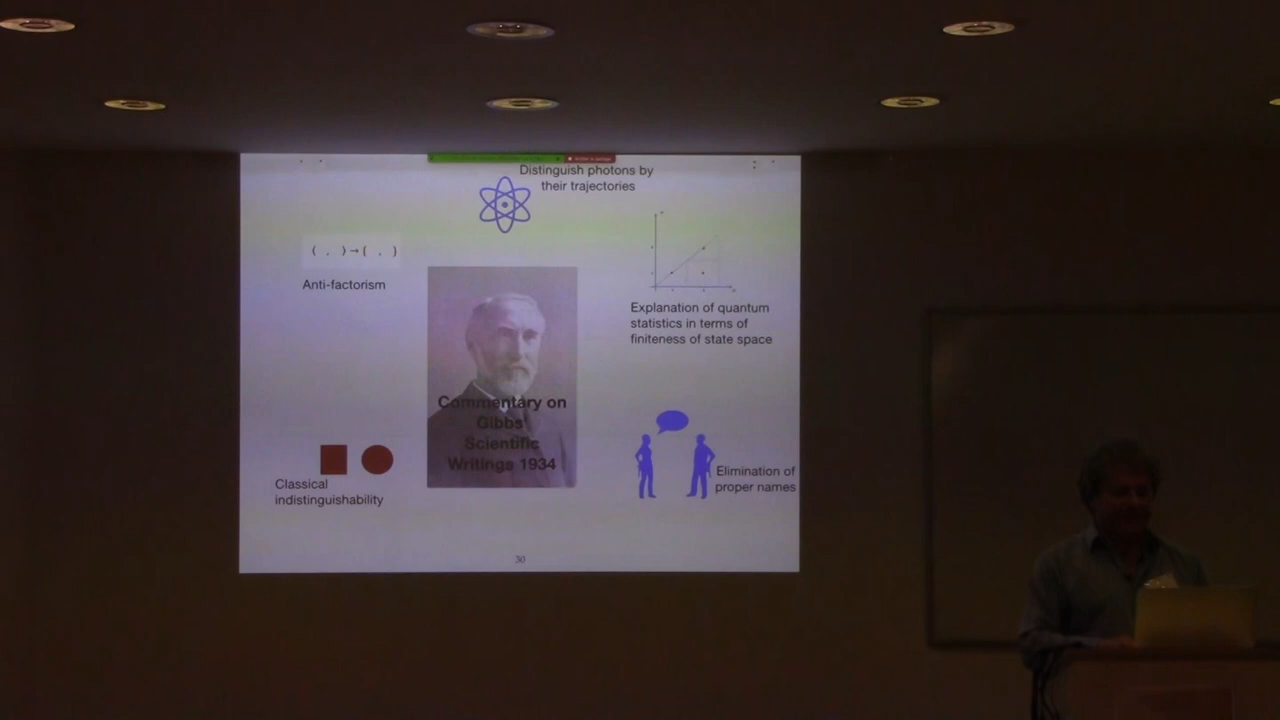 Distinguish photons by
their trajectories
( , )→{ , }
Anti-factorism
Explanation of quantum
statistics in terms of
finiteness of state space
Commentary on
Gibbs'
Scientific
Writings 1934
Classical
indistinguishability
Elimination of
proper names
30